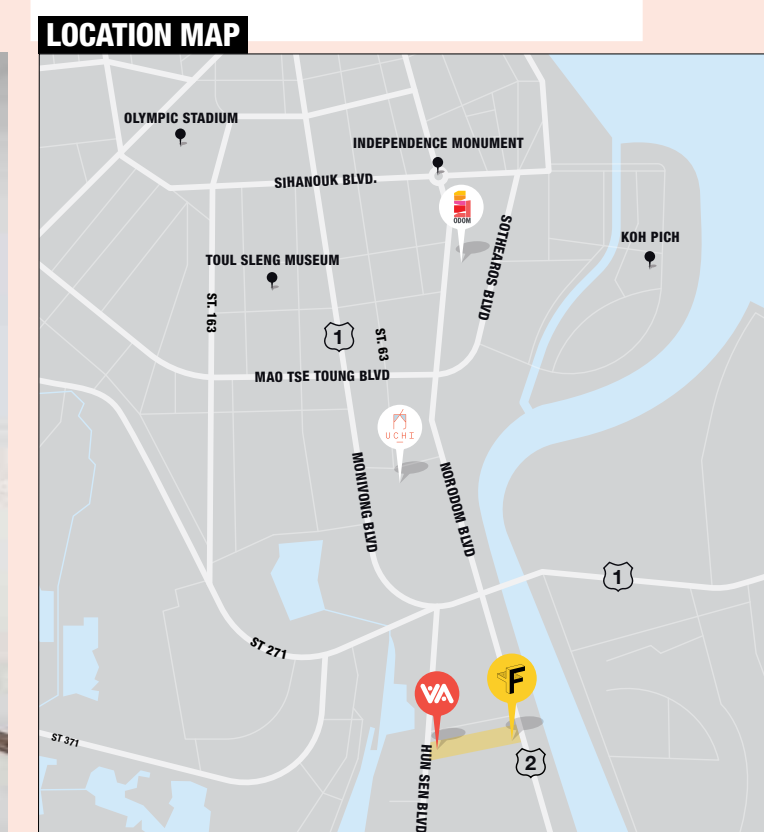 LOCATION MAP
OLYMPIC STADIUM
INDEPENDENCE MONUMENT
SIHANOUK BLVD.
ODOM
SOTHEAROS BLVD
KOH PICH
TOUL SLENG MUSEUM
ST. 163
1
ST. 63
MAO TSE TOUNG BLVD
UCHI
MONIVONG BLVD
NORODOM BLVD
1
ST 271
VA
F
ST 371
HUN SEN BLVD
2